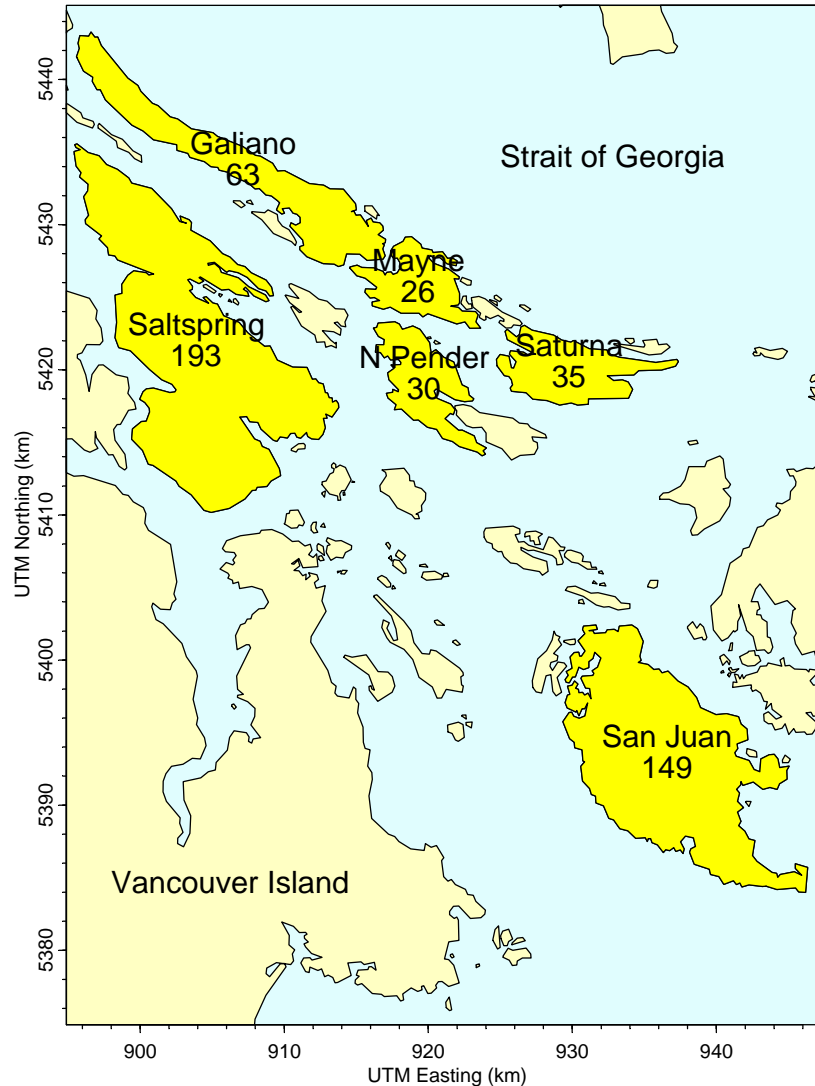 5440
5430
5420
5410
5400
5390
5380
UTM Northing (km)
Galiano
63
Strait of Georgia
Mayne
26
Saltspring
193
N Pender
30
Saturna
35
San Juan
149
Vancouver Island
900
910
920
930
940
UTM Easting (km)